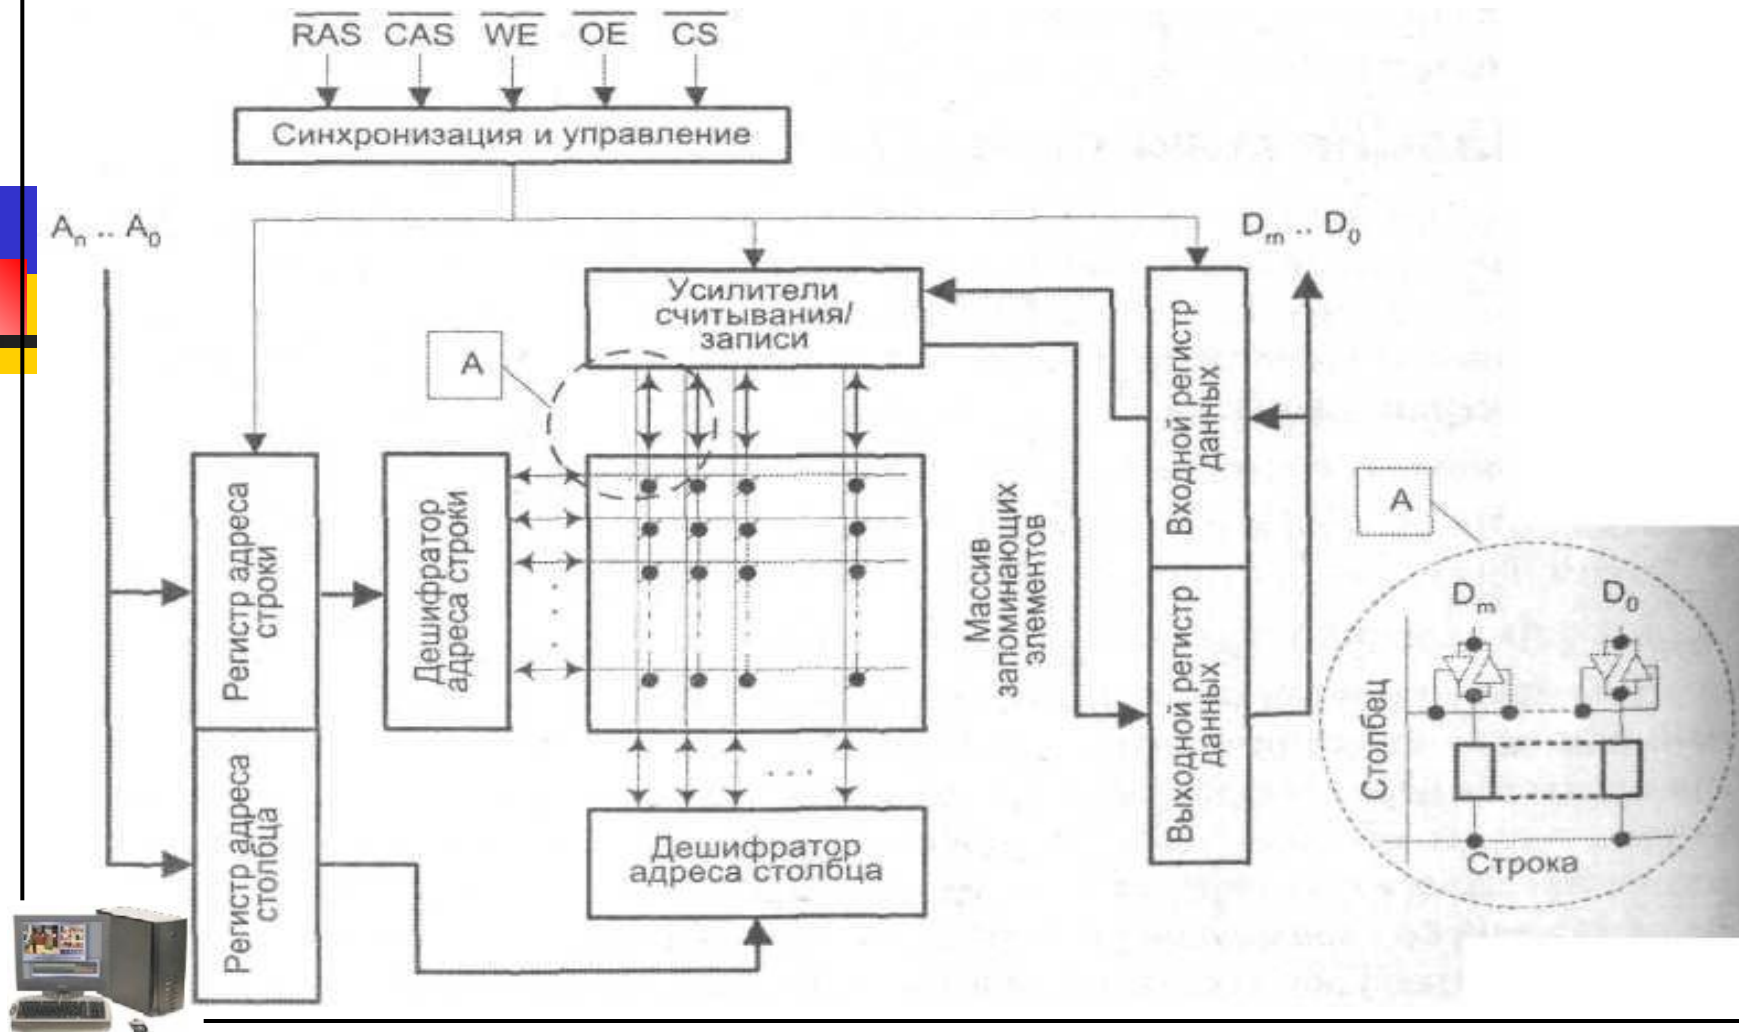 RAS CAS WE OE CS
Синхронизация и управление
Aₙ .. A₀
Dₘ .. D₀
Усилители
считывания/
записи
A
Регистр адреса
строки
Дешифратор
адреса строки
Массив
запоминающих
элементов
Входной регистр
данных
Выходной регистр
данных
Регистр адреса
столбца
Дешифратор
адреса столбца
A
Dₘ D₀
Столбец
Строка